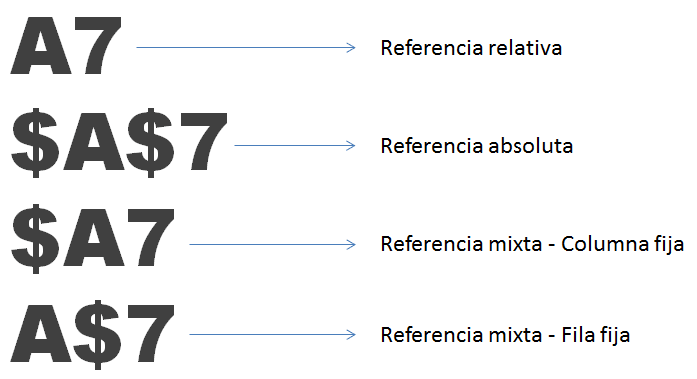 A7 Referencia relativa
$A$7 Referencia absoluta
$A7 Referencia mixta - Columna fija
A$7 Referencia mixta - Fila fija